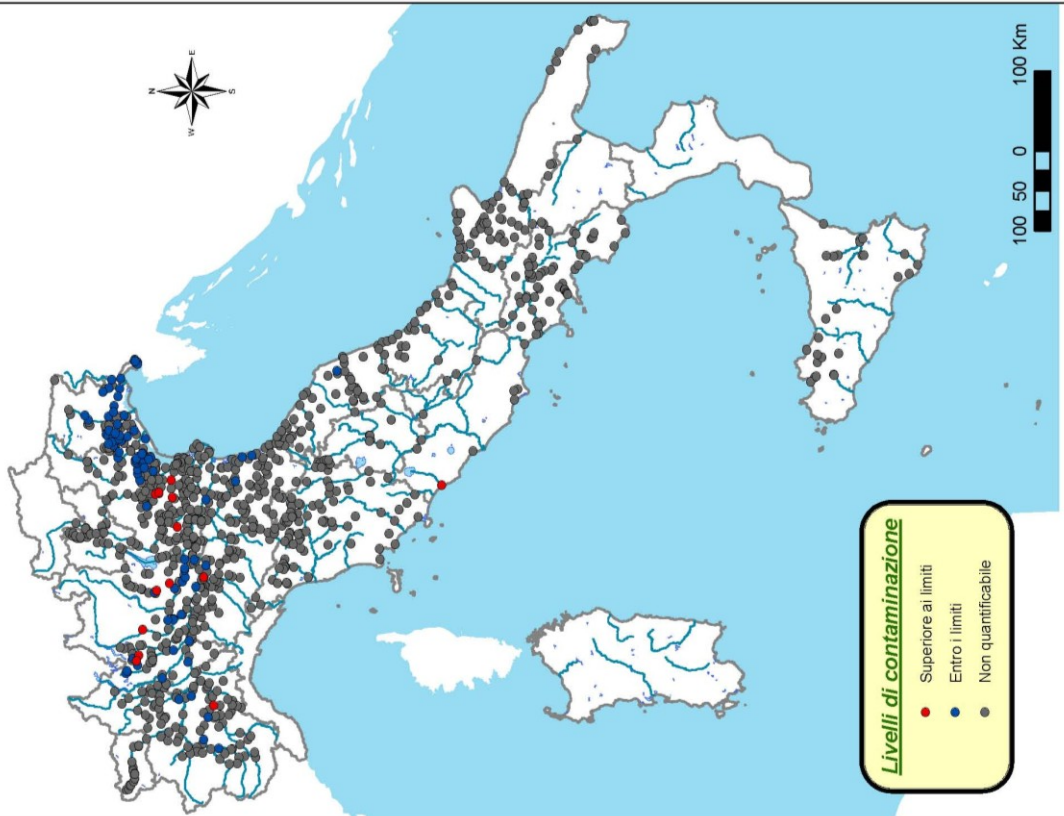 N
W
E
S
100 50 0 100 Km
Livelli di contaminazione
Superiore ai limiti
Entro i limiti
Non quantificabile